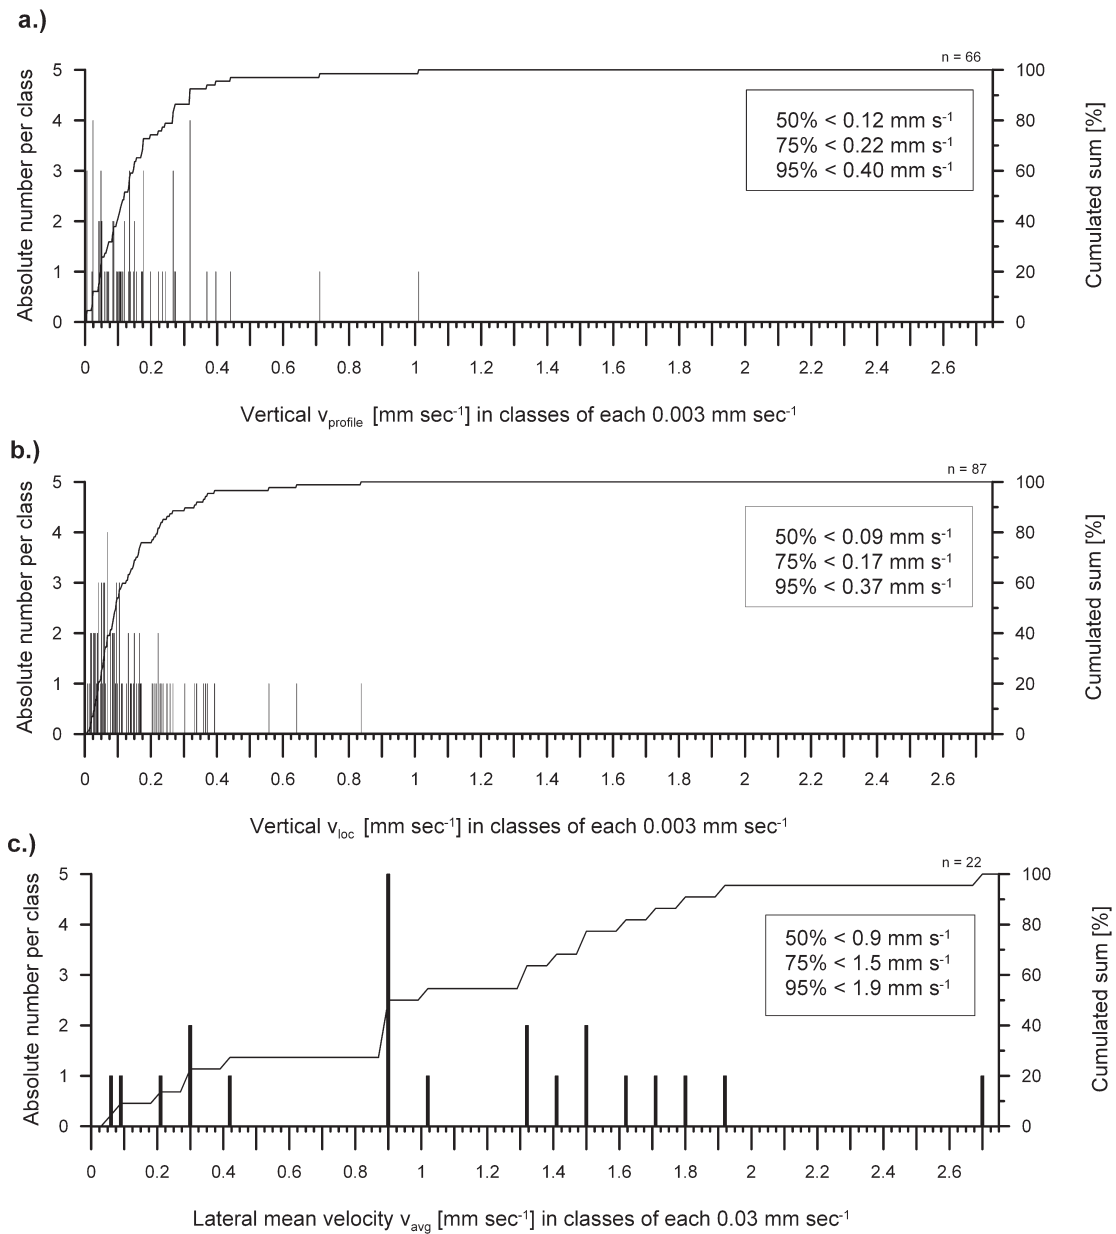 a.)
n = 66
5 4 3 2 1 0
Absolute number per class
100 80 60 40 20 0
Cumulated sum [%]
50% < 0.12 mm s-1
75% < 0.22 mm s-1
95% < 0.40 mm s-1
0 0.2 0.4 0.6 0.8 1 1.2 1.4 1.6 1.8 2 2.2 2.4 2.6
Vertical vprofile [mm sec-1] in classes of each 0.003 mm sec-1
b.)
n = 87
5 4 3 2 1 0
Absolute number per class
100 80 60 40 20 0
Cumulated sum [%]
50% < 0.09 mm s-1
75% < 0.17 mm s-1
95% < 0.37 mm s-1
0 0.2 0.4 0.6 0.8 1 1.2 1.4 1.6 1.8 2 2.2 2.4 2.6
Vertical vloc [mm sec-1] in classes of each 0.003 mm sec-1
c.)
n = 22
5 4 3 2 1 0
Absolute number per class
100 80 60 40 20 0
Cumulated sum [%]
50% < 0.9 mm s-1
75% < 1.5 mm s-1
95% < 1.9 mm s-1
0 0.2 0.4 0.6 0.8 1 1.2 1.4 1.6 1.8 2 2.2 2.4 2.6
Lateral mean velocity vavg [mm sec-1] in classes of each 0.03 mm sec-1